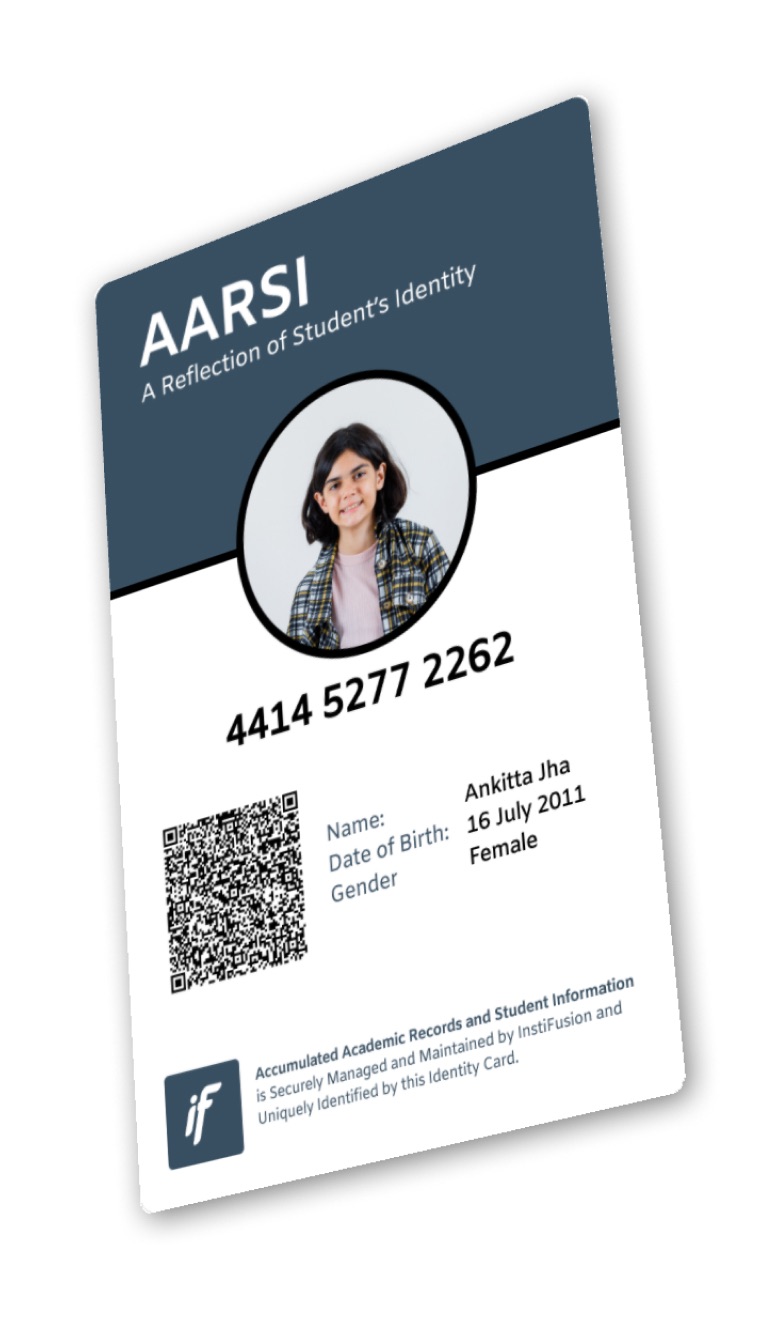 AARSI
A Reflection of Student's Identity
4414 5277 2262
Name: Ankitta Jha
Date of Birth: 16 July 2011
Gender Female
if
Accumulated Academic Records and Student Information
is Securely Managed and Maintained by InstiFusion and
Uniquely Identified by this Identity Card.